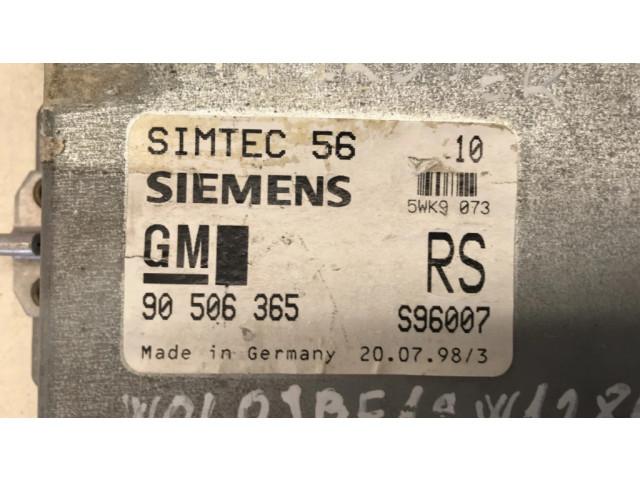 SIMTEC 56 10
SIEMENS
5WK9 073
GM RS
90 506 365 S96007
Made in Germany 20.07.98/3